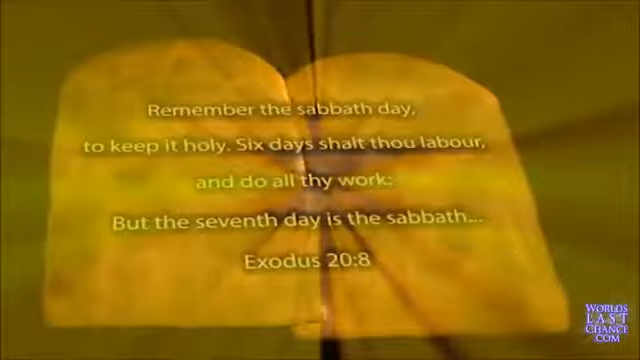 Remember the sabbath day,
to keep it holy. Six days shalt thou labour,
and do all thy work:
But the seventh day is the sabbath...
Exodus 20:8
WORLDS
LAST
CHANCE
.COM